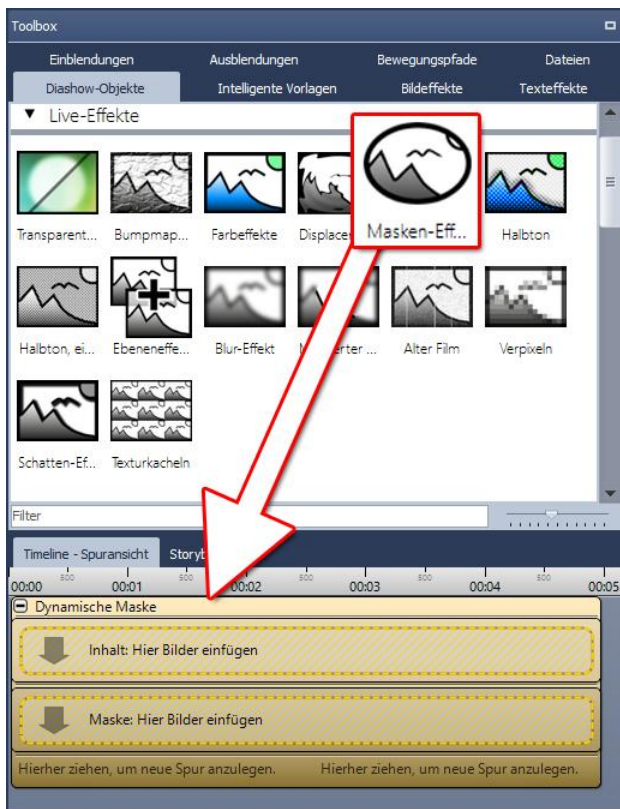 Toolbox
Einblendungen Ausblendungen Bewegungspfade Dateien
Diashow-Objekte Intelligente Vorlagen Bildeffekte Texteffekte
Live-Effekte
Transparent... Bumpmap... Farbeffekte Masken-Eff... Halbton
Halbton, ei... Ebeneneffe... Blur-Effekt Alter Film Verpixeln
Schatten-Ef... Texturkacheln
Filter
Timeline - Spuransicht
00:00 500 00:01 500 00:02 500 00:03 500 00:04 500 00:05
Dynamische Maske
Inhalt: Hier Bilder einfügen
Maske: Hier Bilder einfügen
Hierher ziehen, um neue Spur anzulegen. Hierher ziehen, um neue Spur anzulegen.